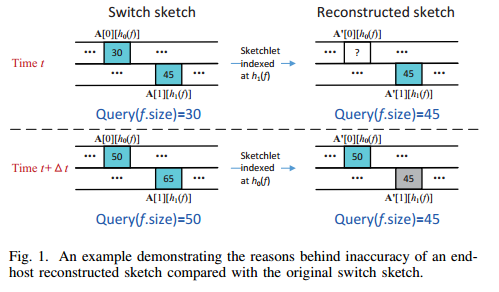 Switch sketch
Reconstructed sketch
A[0][h₀(f)]
A'[0][h₀(f)]
... 30 ...
... ? ...
Time t
Sketchlet
indexed
at h₁(f)
... 45 ...
... 45 ...
A[1][h₁(f)]
A'[1][h₁(f)]
Query(f.size)=30
Query(f.size)=45
A[0][h₀(f)]
A'[0][h₀(f)]
... 50 ...
... 50 ...
Time t+ Δt
Sketchlet
indexed
at h₀(f)
... 65 ...
... 45 ...
A[1][h₁(f)]
A'[1][h₁(f)]
Query(f.size)=50
Query(f.size)=45
Fig. 1. An example demonstrating the reasons behind inaccuracy of an end-
host reconstructed sketch compared with the original switch sketch.